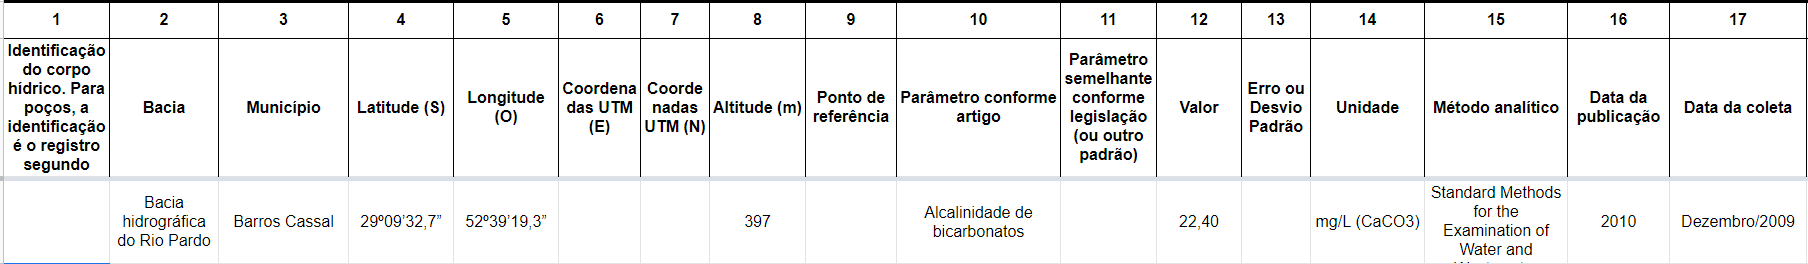 1 2 3 4 5 6 7 8 9 10 11 12 13 14 15 16 17
Identificação
do corpo
hídrico. Para
poços, a
identificação
é o registro
segundo
Bacia
Município
Latitude (S)
Longitude
(O)
Coordena
das UTM
(E)
Coorde
nadas
UTM (N)
Altitude (m)
Ponto de
referência
Parâmetro conforme
artigo
Parâmetro
semelhante
conforme
legislação
(ou outro
padrão)
Valor
Erro ou
Desvio
Padrão
Unidade
Método analítico
Data da
publicação
Data da coleta
Bacia
hidrográfica
do Rio Pardo
Barros Cassal
29º09’32,7”
52º39’19,3”
397
Alcalinidade de
bicarbonatos
22,40
mg/L (CaCO3)
Standard Methods
for the
Examination of
Water and
2010
Dezembro/2009